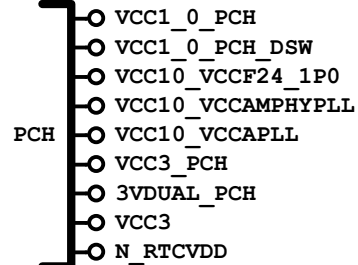 VCC1_0_PCH
VCC1_0_PCH_DSW
VCC10_VCCF24_1P0
VCC10_VCCAMPHYPLL
PCH VCC10_VCCAPLL
VCC3_PCH
3VDUAL_PCH
VCC3
N_RTCVDD